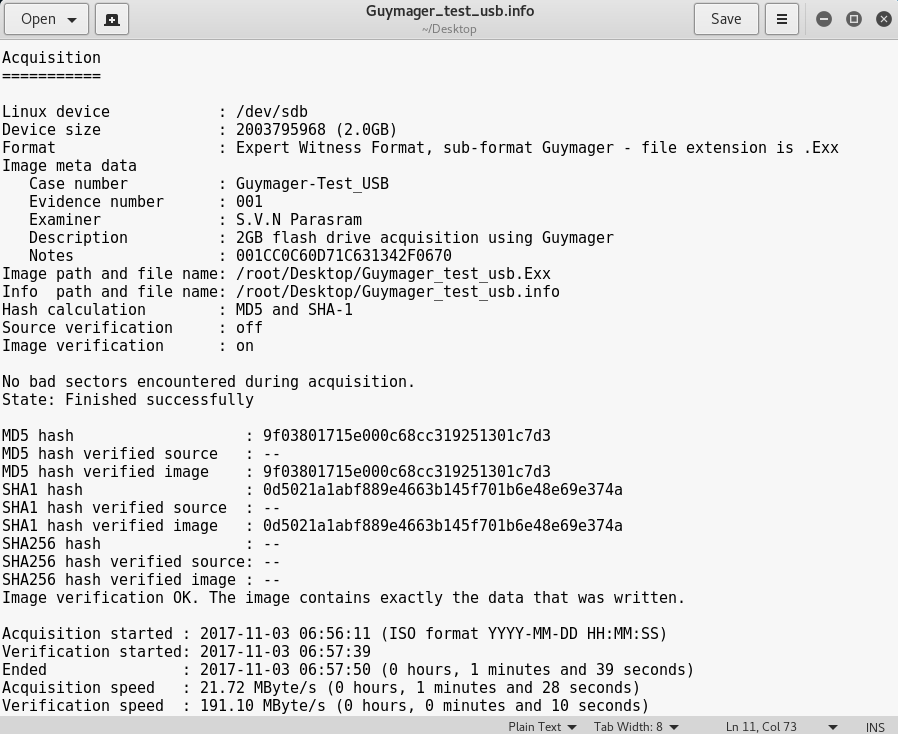 Open
Guymager_test_usb.info
~/Desktop
Save
Acquisition
===========
Linux device            : /dev/sdb
Device size             : 2003795968 (2.0GB)
Format                  : Expert Witness Format, sub-format Guymager - file extension is .Exx
Image meta data
   Case number          : Guymager-Test_USB
   Evidence number      : 001
   Examiner             : S.V.N Parasram
   Description          : 2GB flash drive acquisition using Guymager
   Notes                : 001CC0C60D71C631342F0670
Image path and file name: /root/Desktop/Guymager_test_usb.Exx
Info  path and file name: /root/Desktop/Guymager_test_usb.info
Hash calculation        : MD5 and SHA-1
Source verification     : off
Image verification      : on
No bad sectors encountered during acquisition.
State: Finished successfully
MD5 hash                   : 9f03801715e000c68cc319251301c7d3
MD5 hash verified source   : --
MD5 hash verified image    : 9f03801715e000c68cc319251301c7d3
SHA1 hash                  : 0d5021a1abf889e4663b145f701b6e48e69e374a
SHA1 hash verified source  : --
SHA1 hash verified image   : 0d5021a1abf889e4663b145f701b6e48e69e374a
SHA256 hash                : --
SHA256 hash verified source: --
SHA256 hash verified image : --
Image verification OK. The image contains exactly the data that was written.
Acquisition started : 2017-11-03 06:56:11 (ISO format YYYY-MM-DD HH:MM:SS)
Verification started: 2017-11-03 06:57:39
Ended               : 2017-11-03 06:57:50 (0 hours, 1 minutes and 39 seconds)
Acquisition speed   : 21.72 MByte/s (0 hours, 1 minutes and 28 seconds)
Verification speed  : 191.10 MByte/s (0 hours, 0 minutes and 10 seconds)
Plain Text Tab Width: 8 Ln 11, Col 73 INS